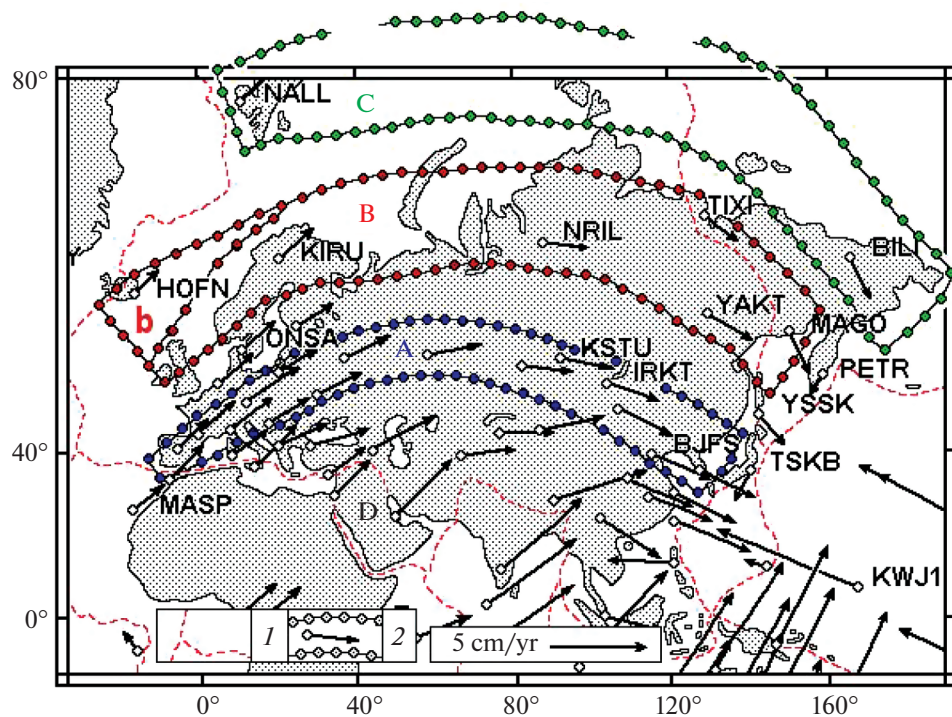 80°
NALL
C
TIXI
B
NRIL
BIL
KIRU
HOFN
Y
b
YAKT
MAGO
ONSA
A
KSTU
PETR
IRKT
YSSK
40°
BJFS
TSKB
MASP
D
KWJ1
0°
1
2
5 cm/yr
0°
40°
80°
120°
160°